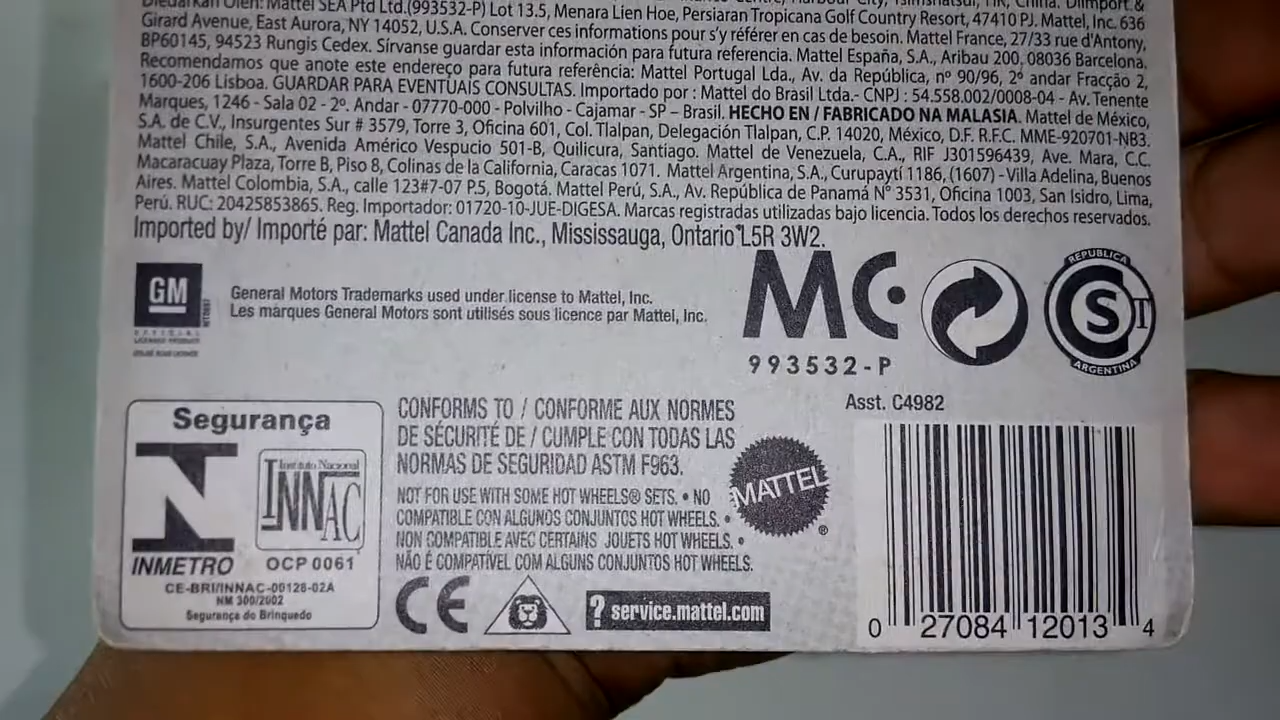 Mattel SEA Ptd Ltd.(993532-P) Lot 13.5, Menara Lien Hoe, Persiaran Tropicana Golf Country Resort, 47410 PJ. Mattel, Inc. 636
Girard Avenue, East Aurora, NY 14052, U.S.A. Conserver ces informations pour s'y référer en cas de besoin. Mattel France, 27/33 rue d'Antony,
BP60145, 94523 Rungis Cedex. Sírvanse guardar esta información para futura referencia. Mattel España, S.A., Aribau 200, 08036 Barcelona.
Recomendamos que anote este endereço para futura referência: Mattel Portugal Lda., Av. da República, nº 90/96, 2º andar Fracção 2,
1600-206 Lisboa. GUARDAR PARA EVENTUAIS CONSULTAS. Importado por : Mattel do Brasil Ltda.- CNPJ : 54.558.002/0008-04 - Av. Tenente
Marques, 1246 - Sala 02 - 2º. Andar - 07770-000 - Polvilho - Cajamar - SP – Brasil. HECHO EN / FABRICADO NA MALASIA. Mattel de México,
S.A. de C.V., Insurgentes Sur # 3579, Torre 3, Oficina 601, Col. Tlalpan, Delegación Tlalpan, C.P. 14020, México, D.F. R.F.C. MME-920701-NB3.
Mattel Chile, S.A., Avenida Américo Vespucio 501-B, Quilicura, Santiago. Mattel de Venezuela, C.A., RIF J301596439, Ave. Mara, C.C.
Macaracuay Plaza, Torre B, Piso 8, Colinas de la California, Caracas 1071. Mattel Argentina, S.A., Curupaytí 1186, (1607) - Villa Adelina, Buenos
Aires. Mattel Colombia, S.A., calle 123#7-07 P.5, Bogotá. Mattel Perú, S.A., Av. República de Panamá N° 3531, Oficina 1003, San Isidro, Lima,
Perú. RUC: 20425853865. Reg. Importador: 01720-10-JUE-DIGESA. Marcas registradas utilizadas bajo licencia. Todos los derechos reservados.
Imported by/ Importé par: Mattel Canada Inc., Mississauga, Ontario L5R 3W2.
GM
OFFICIAL
LICENSED PRODUCT
General Motors Trademarks used under license to Mattel, Inc.
Les marques General Motors sont utilisés sous licence par Mattel, Inc.
MC
993532-P
REPUBLICA
S
T
ARGENTINA
Asst. C4982
Segurança
N
INMETRO
Instituto Nacional
INNAC
OCP 0061
CE-BRI/INNAC-00128-02A
NM 300/2002
Segurança do Brinquedo
CONFORMS TO / CONFORME AUX NORMES
DE SÉCURITÉ DE / CUMPLE CON TODAS LAS
NORMAS DE SEGURIDAD ASTM F963.
MATTEL
®
NOT FOR USE WITH SOME HOT WHEELS® SETS. • NO
COMPATIBLE CON ALGUNOS CONJUNTOS HOT WHEELS. •
NON COMPATIBLE AVEC CERTAINS JOUETS HOT WHEELS. •
NÃO É COMPATÍVEL COM ALGUNS CONJUNTOS HOT WHEELS.
CE
? service.mattel.com
0 27084 12013 4